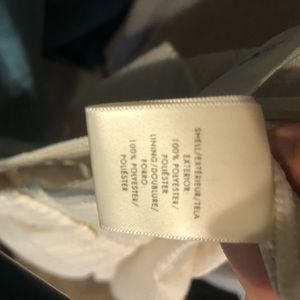 SHELL/EXTÉRIEUR/TELA
EXTERIOR
100% POLYESTER/
POLIÉSTER
LINING/DOUBLURE/
FORRO:
100% POLYESTER/
POLIÉSTER